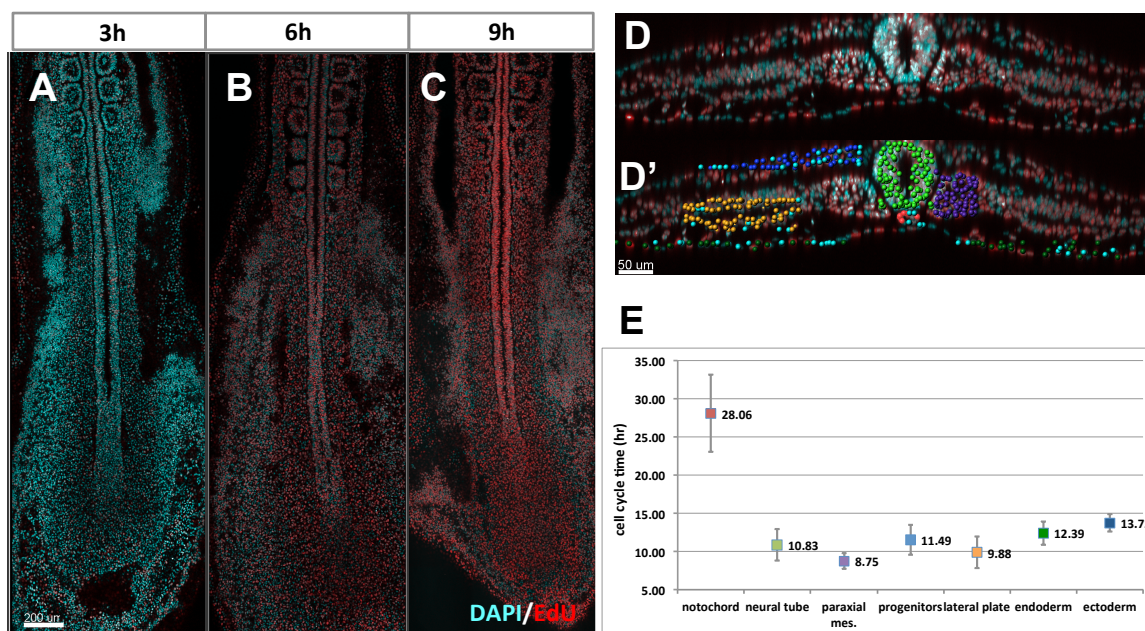 3h 6h 9h
A B C
200 um
DAPI/EdU
D
D'
50 um
E
35.00
30.00
25.00
20.00
15.00
10.00
5.00
cell cycle time (hr)
28.06
10.83
8.75
11.49
9.88
12.39
13.7
notochord neural tube paraxial mes. progenitors lateral plate endoderm ectoderm